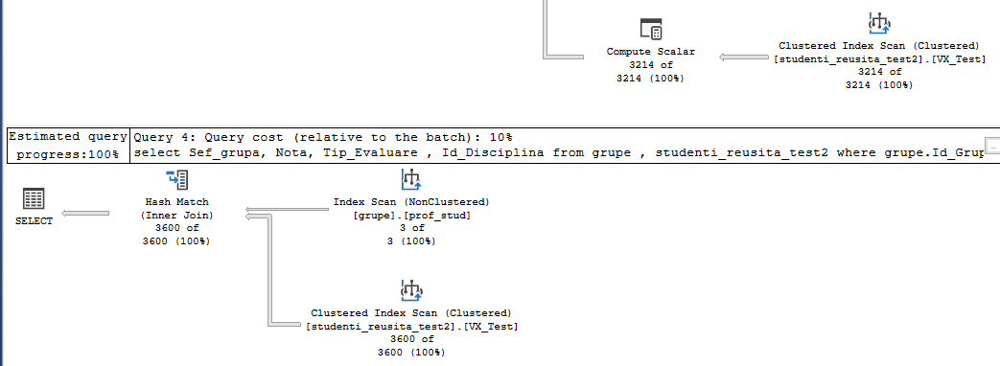 Compute Scalar
3214 of
3214 (100%)
Clustered Index Scan (Clustered)
[studenti_reusita_test2].[VX_Test]
3214 of
3214 (100%)
Estimated query
progress:100%
Query 4: Query cost (relative to the batch): 10%
select Sef_grupa, Nota, Tip_Evaluare , Id_Disciplina from grupe , studenti_reusita_test2 where grupe.Id_Grup
...
SELECT
Hash Match
(Inner Join)
3600 of
3600 (100%)
Index Scan (NonClustered)
[grupe].[prof_stud]
3 of
3 (100%)
Clustered Index Scan (Clustered)
[studenti_reusita_test2].[VX_Test]
3600 of
3600 (100%)